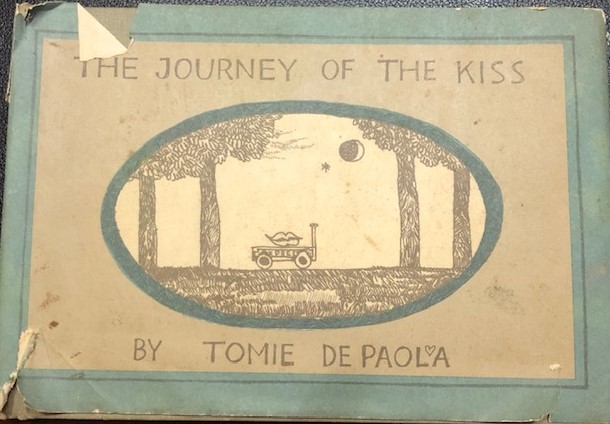 THE JOURNEY OF THE KISS
BY TOMIE DE PAOLA